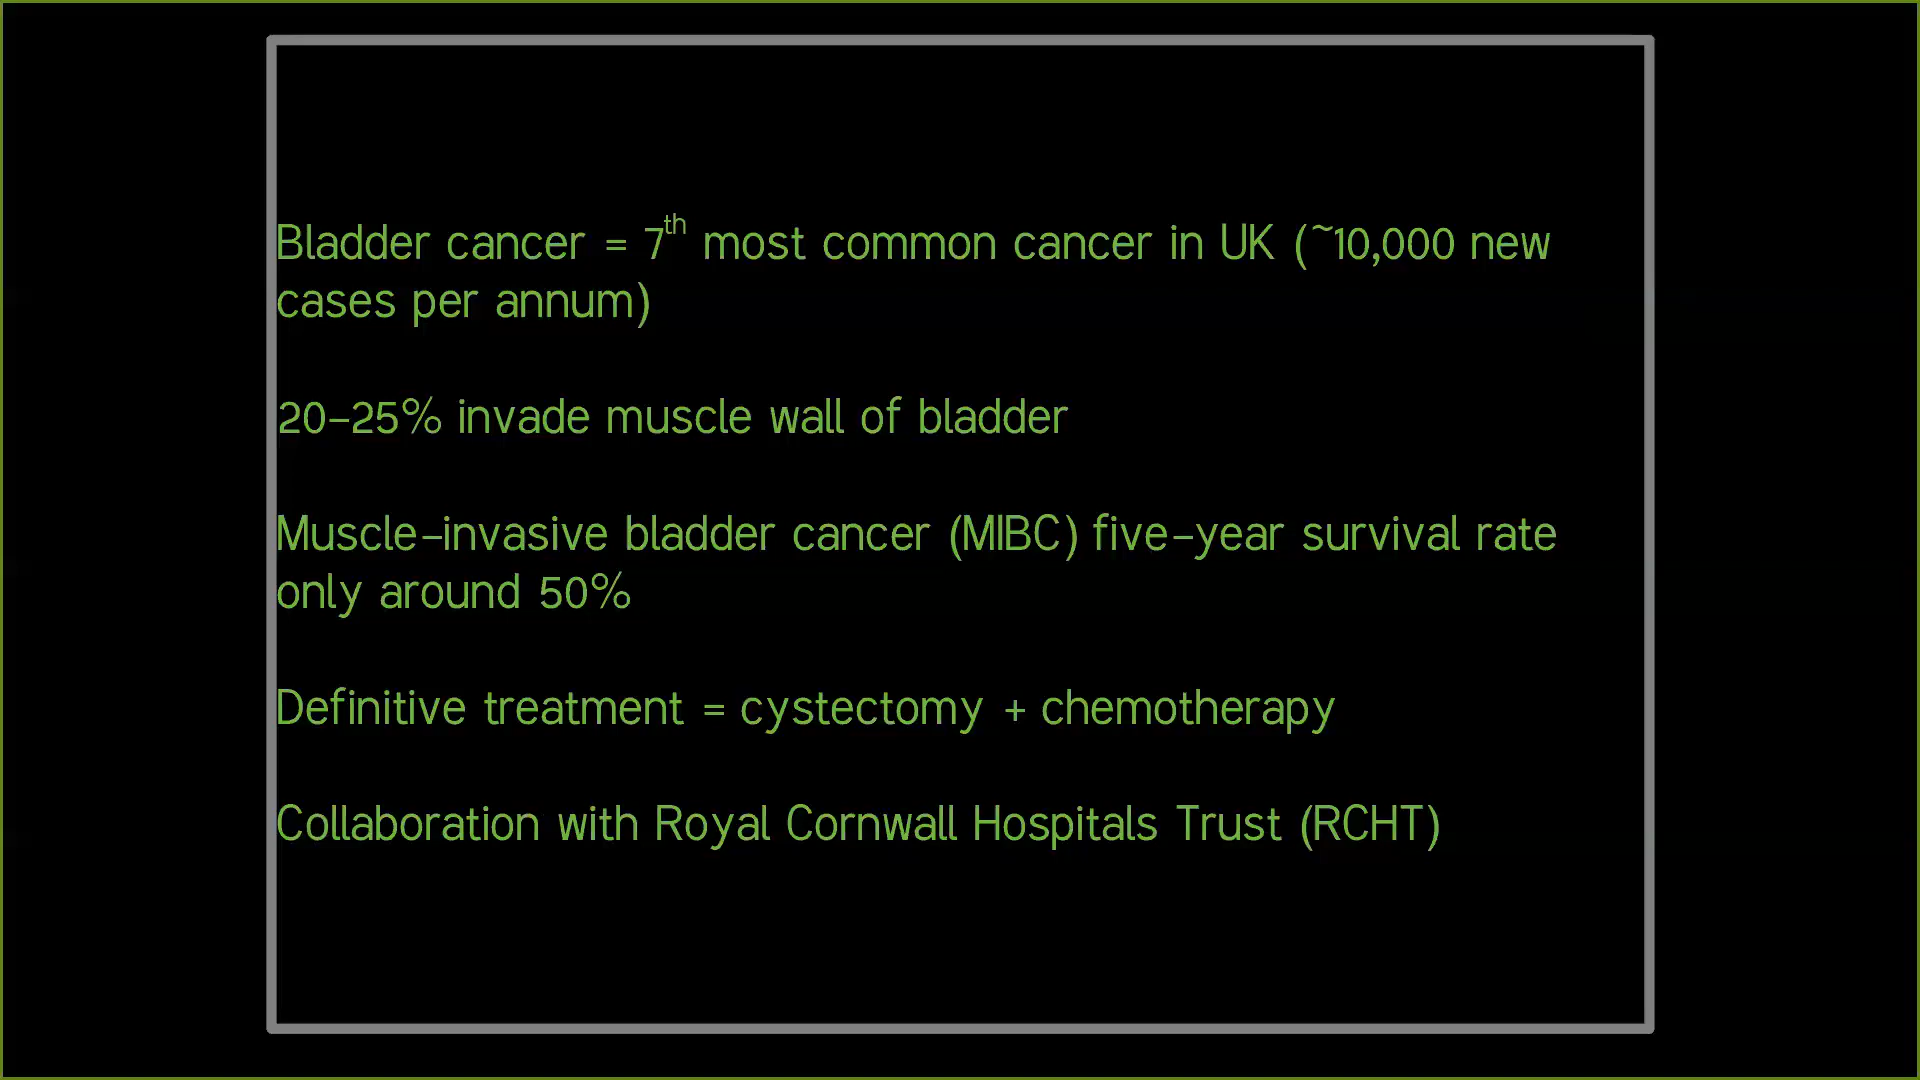 Bladder cancer = 7th most common cancer in UK (~10,000 new
cases per annum)
20-25% invade muscle wall of bladder
Muscle-invasive bladder cancer (MIBC) five-year survival rate
only around 50%
Definitive treatment = cystectomy + chemotherapy
Collaboration with Royal Cornwall Hospitals Trust (RCHT)